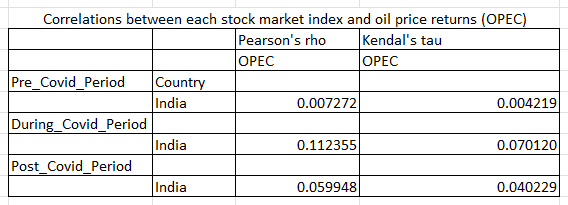 Correlations between each stock market index and oil price returns (OPEC)
Pearson's rho Kendal's tau
OPEC OPEC
Pre_Covid_Period Country
India 0.007272 0.004219
During_Covid_Period
India 0.112355 0.070120
Post_Covid_Period
India 0.059948 0.040229